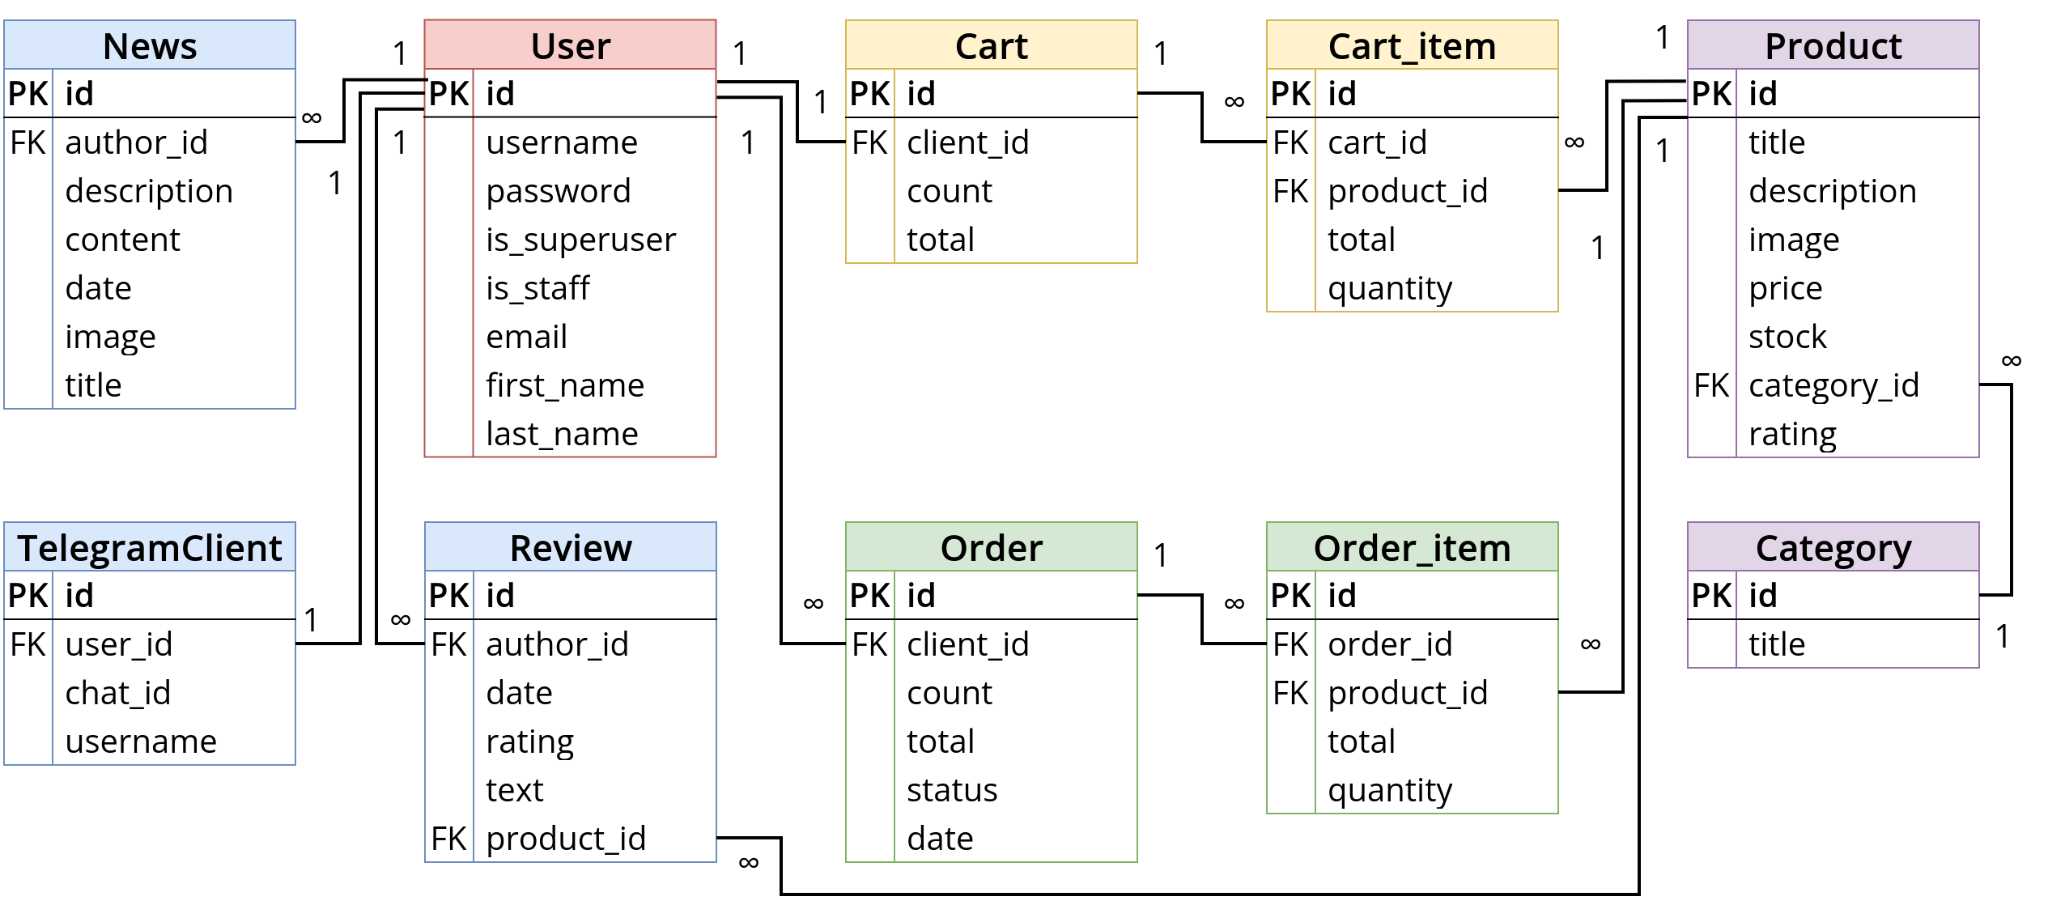 News
PK id
FK author_id
description
content
date
image
title
1
∞
1
1
User
PK id
username
password
is_superuser
is_staff
email
first_name
last_name
1
1
1
Cart
PK id
FK client_id
count
total
1
∞
Cart_item
PK id
FK cart_id
FK product_id
total
quantity
∞
1
1
1
Product
PK id
title
description
image
price
stock
FK category_id
rating
∞
TelegramClient
PK id
FK user_id
chat_id
username
1
∞
Review
PK id
FK author_id
date
rating
text
FK product_id
∞
∞
Order
PK id
FK client_id
count
total
status
date
1
∞
Order_item
PK id
FK order_id
FK product_id
total
quantity
∞
Category
PK id
title
1